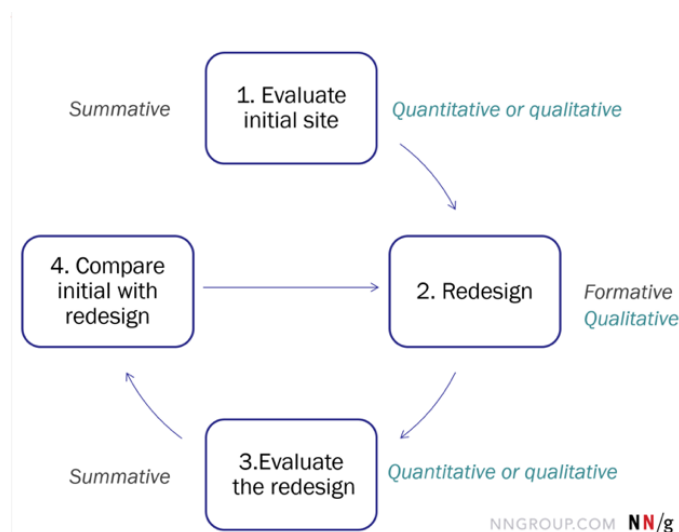 1. Evaluate
initial site
Summative
Quantitative or qualitative
4. Compare
initial with
redesign
2. Redesign
Formative
Qualitative
3.Evaluate
the redesign
Summative
Quantitative or qualitative
NNGROUP.COM NN/g